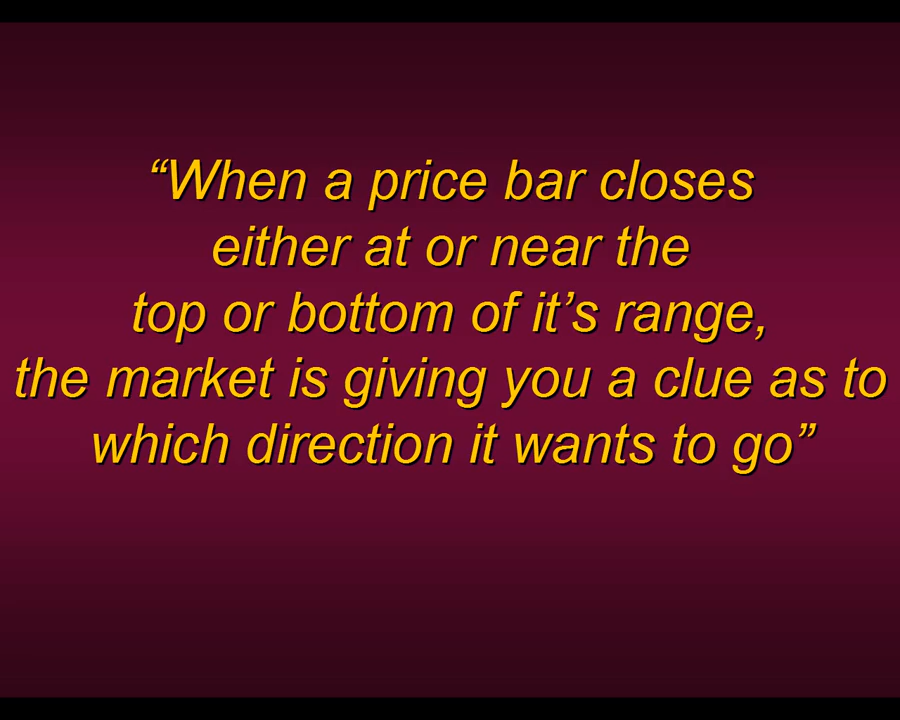 “When a price bar closes
either at or near the
top or bottom of it’s range,
the market is giving you a clue as to
which direction it wants to go”